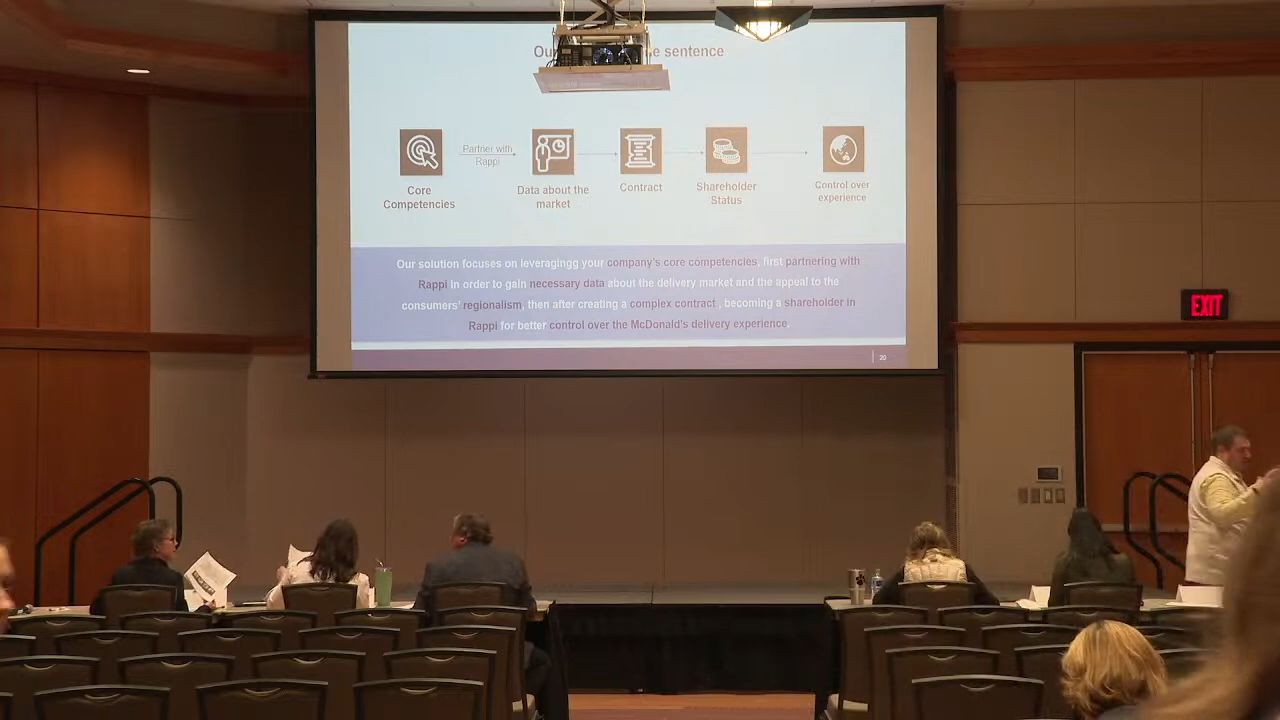 Ou e sentence
Partner with
Rappi
Core
Competencies
Data about the
market
Contract
Shareholder
Status
Control over
experience
Our solution focuses on leveragingg your company's core competencies, first partnering with
Rappi in order to gain necessary data about the delivery market and the appeal to the
consumers' regionalism, then after creating a complex contract , becoming a shareholder in
Rappi for better control over the McDonald's delivery experience.
20
EXIT